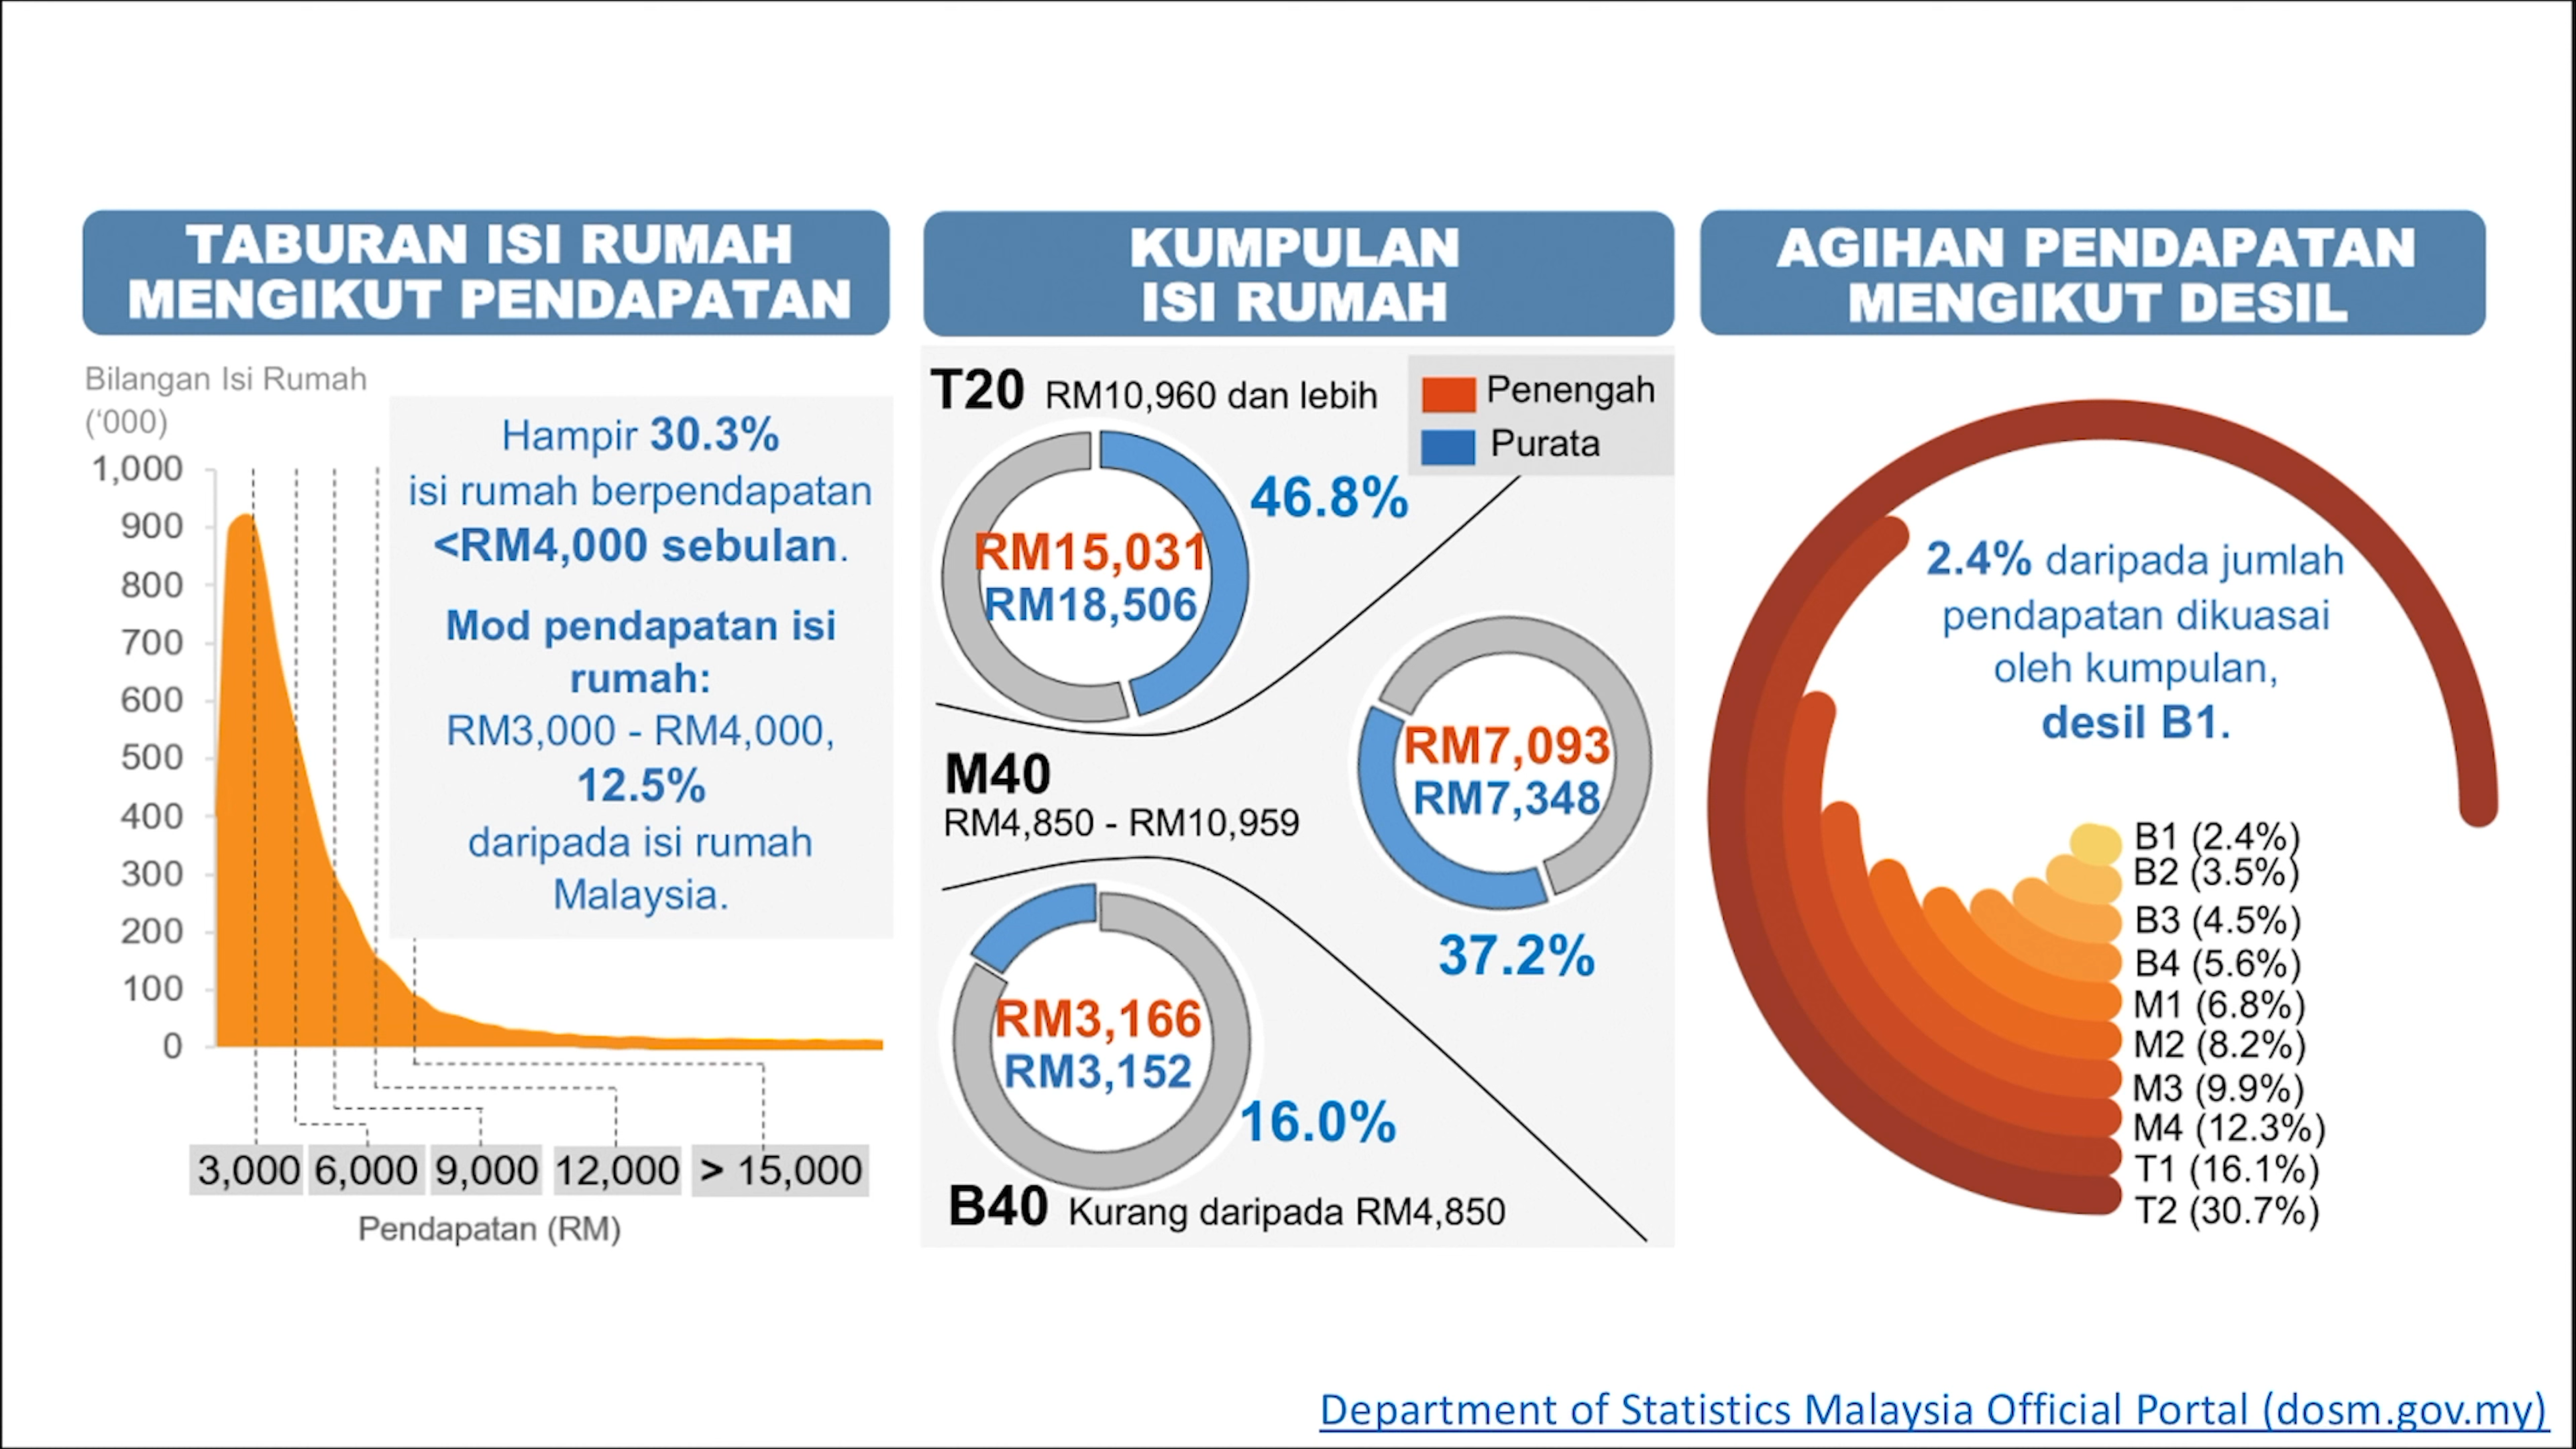 TABURAN ISI RUMAH
MENGIKUT PENDAPATAN
Bilangan Isi Rumah
(‘000)
1,000
900
800
700
600
500
400
300
200
100
0
Hampir 30.3%
isi rumah berpendapatan
<RM4,000 sebulan.
Mod pendapatan isi
rumah:
RM3,000 - RM4,000,
12.5%
daripada isi rumah
Malaysia.
3,000 6,000 9,000 12,000 > 15,000
Pendapatan (RM)
KUMPULAN
ISI RUMAH
T20 RM10,960 dan lebih
Penengah
Purata
46.8%
RM15,031
RM18,506
M40
RM4,850 - RM10,959
RM7,093
RM7,348
37.2%
RM3,166
RM3,152
16.0%
B40 Kurang daripada RM4,850
AGIHAN PENDAPATAN
MENGIKUT DESIL
2.4% daripada jumlah
pendapatan dikuasai
oleh kumpulan,
desil B1.
B1 (2.4%)
B2 (3.5%)
B3 (4.5%)
B4 (5.6%)
M1 (6.8%)
M2 (8.2%)
M3 (9.9%)
M4 (12.3%)
T1 (16.1%)
T2 (30.7%)
Department of Statistics Malaysia Official Portal (dosm.gov.my)